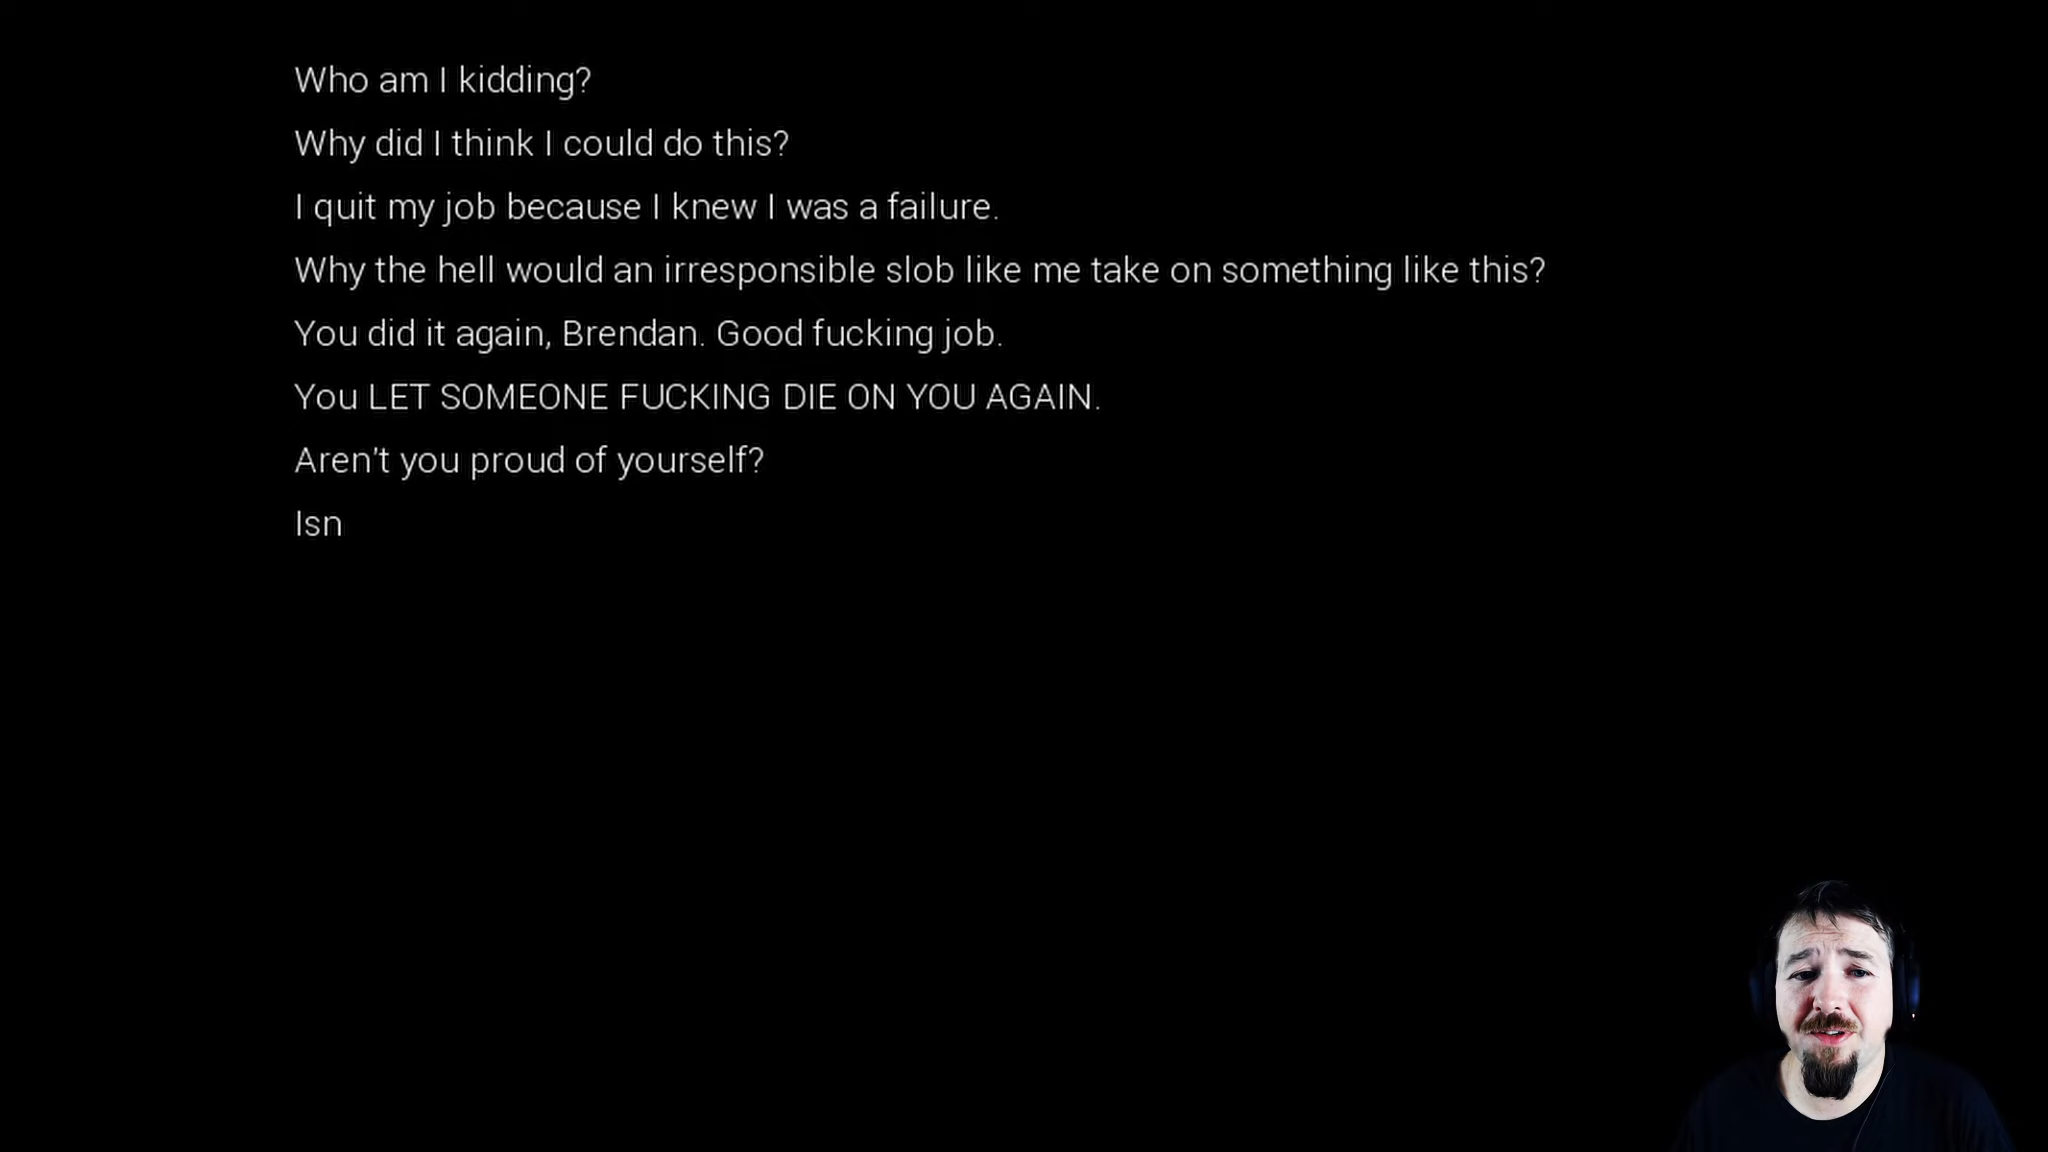 Who am I kidding?
Why did I think I could do this?
I quit my job because I knew I was a failure.
Why the hell would an irresponsible slob like me take on something like this?
You did it again, Brendan. Good fucking job.
You LET SOMEONE FUCKING DIE ON YOU AGAIN.
Aren't you proud of yourself?
Isn